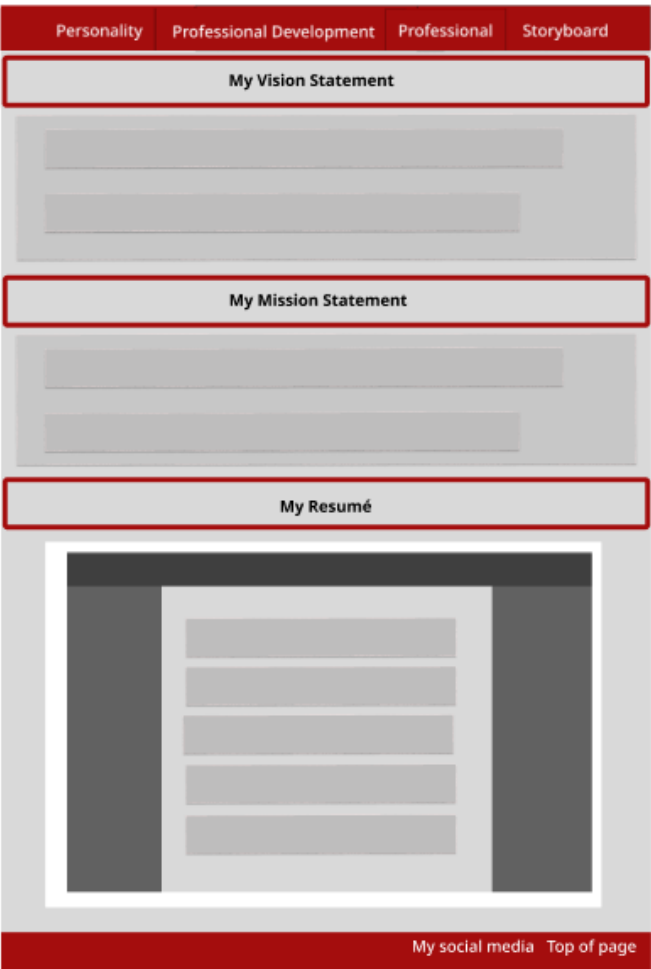 Personality Professional Development Professional Storyboard
My Vision Statement
My Mission Statement
My Resumé
My social media Top of page